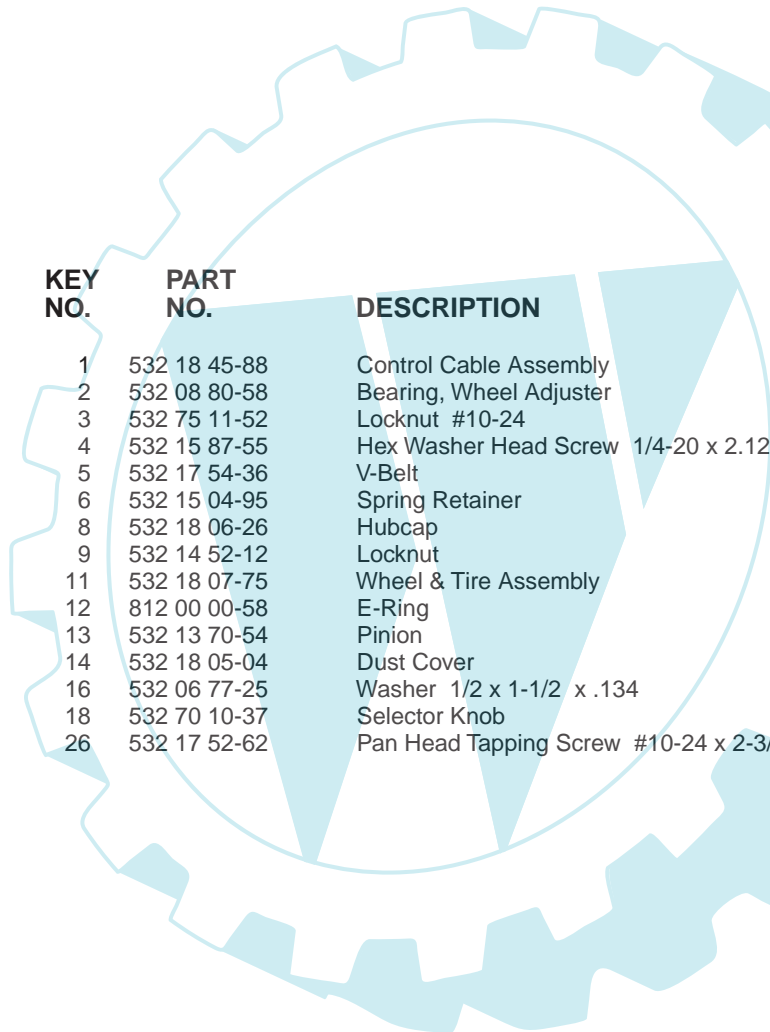 KEY PART
NO. NO. DESCRIPTION
1 532 18 45-88 Control Cable Assembly
2 532 08 80-58 Bearing, Wheel Adjuster
3 532 75 11-52 Locknut #10-24
4 532 15 87-55 Hex Washer Head Screw 1/4-20 x 2.12
5 532 17 54-36 V-Belt
6 532 15 04-95 Spring Retainer
8 532 18 06-26 Hubcap
9 532 14 52-12 Locknut
11 532 18 07-75 Wheel & Tire Assembly
12 812 00 00-58 E-Ring
13 532 13 70-54 Pinion
14 532 18 05-04 Dust Cover
16 532 06 77-25 Washer 1/2 x 1-1/2 x .134
18 532 70 10-37 Selector Knob
26 532 17 52-62 Pan Head Tapping Screw #10-24 x 2-3/